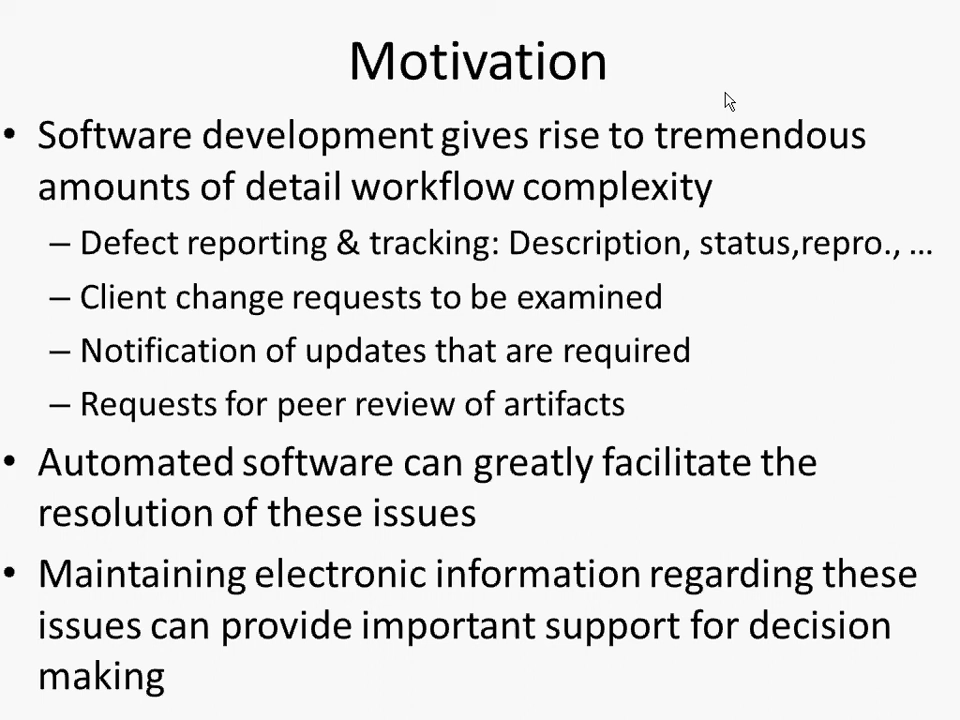 Motivation
• Software development gives rise to tremendous
amounts of detail workflow complexity
– Defect reporting & tracking: Description, status,repro., …
– Client change requests to be examined
– Notification of updates that are required
– Requests for peer review of artifacts
• Automated software can greatly facilitate the
resolution of these issues
• Maintaining electronic information regarding these
issues can provide important support for decision
making